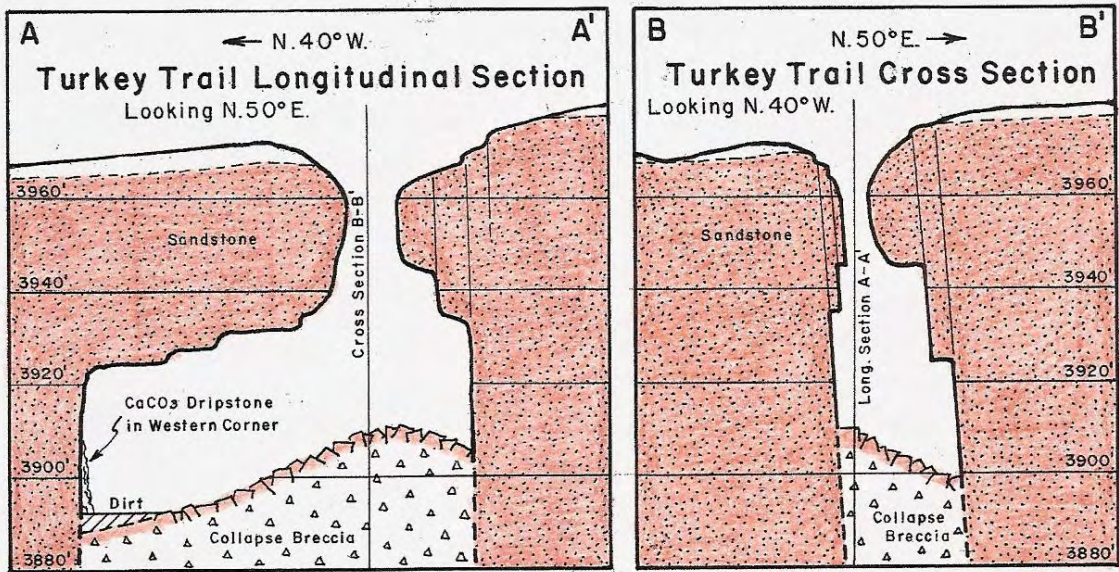 A
← N.40°W.
A'
Turkey Trail Longitudinal Section
Looking N.50°E.
3960'
Sandstone
3940'
3920'
CaCO₃ Dripstone
in Western Corner
3900'
Dirt
Collapse Breccia
3880'
Cross Section B-B'
B
N.50°E. →
B'
Turkey Trail Cross Section
Looking N.40°W.
3960'
Sandstone
3940'
3920'
3900'
Collapse
Breccia
3880'
Long. Section A-A'